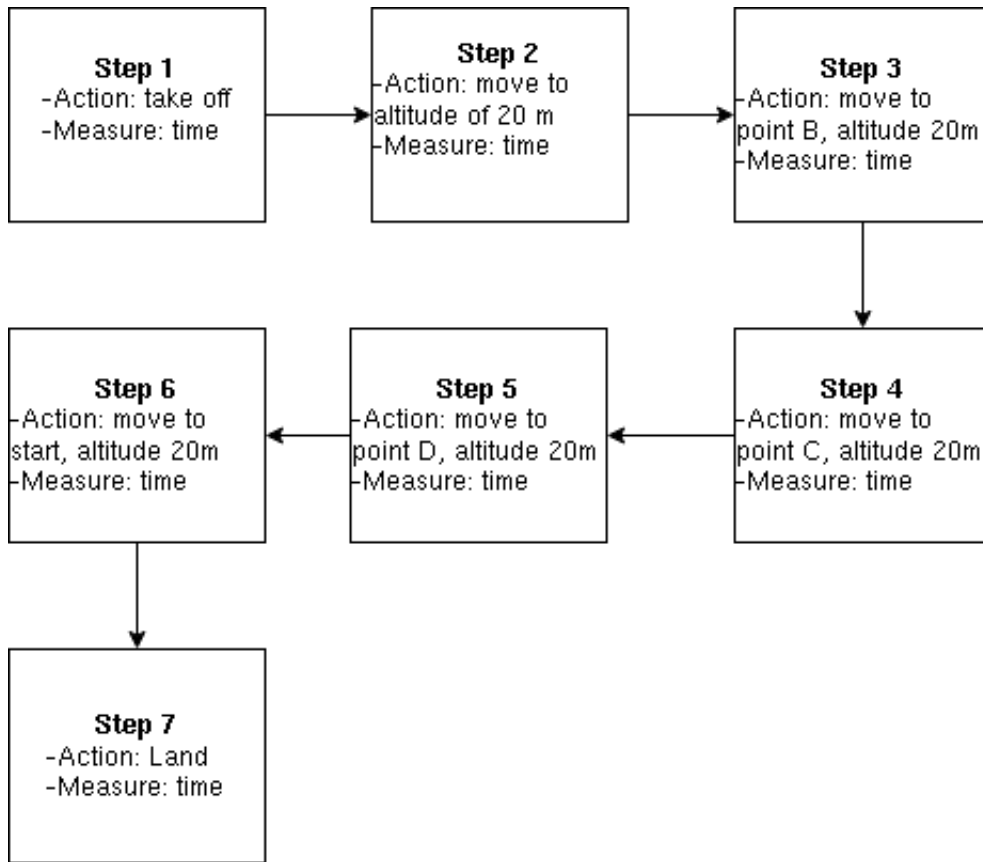 Step 1
-Action: take off
-Measure: time
Step 2
-Action: move to
altitude of 20 m
-Measure: time
Step 3
-Action: move to
point B, altitude 20m
-Measure: time
Step 4
-Action: move to
point C, altitude 20m
-Measure: time
Step 5
-Action: move to
point D, altitude 20m
-Measure: time
Step 6
-Action: move to
start, altitude 20m
-Measure: time
Step 7
-Action: Land
-Measure: time